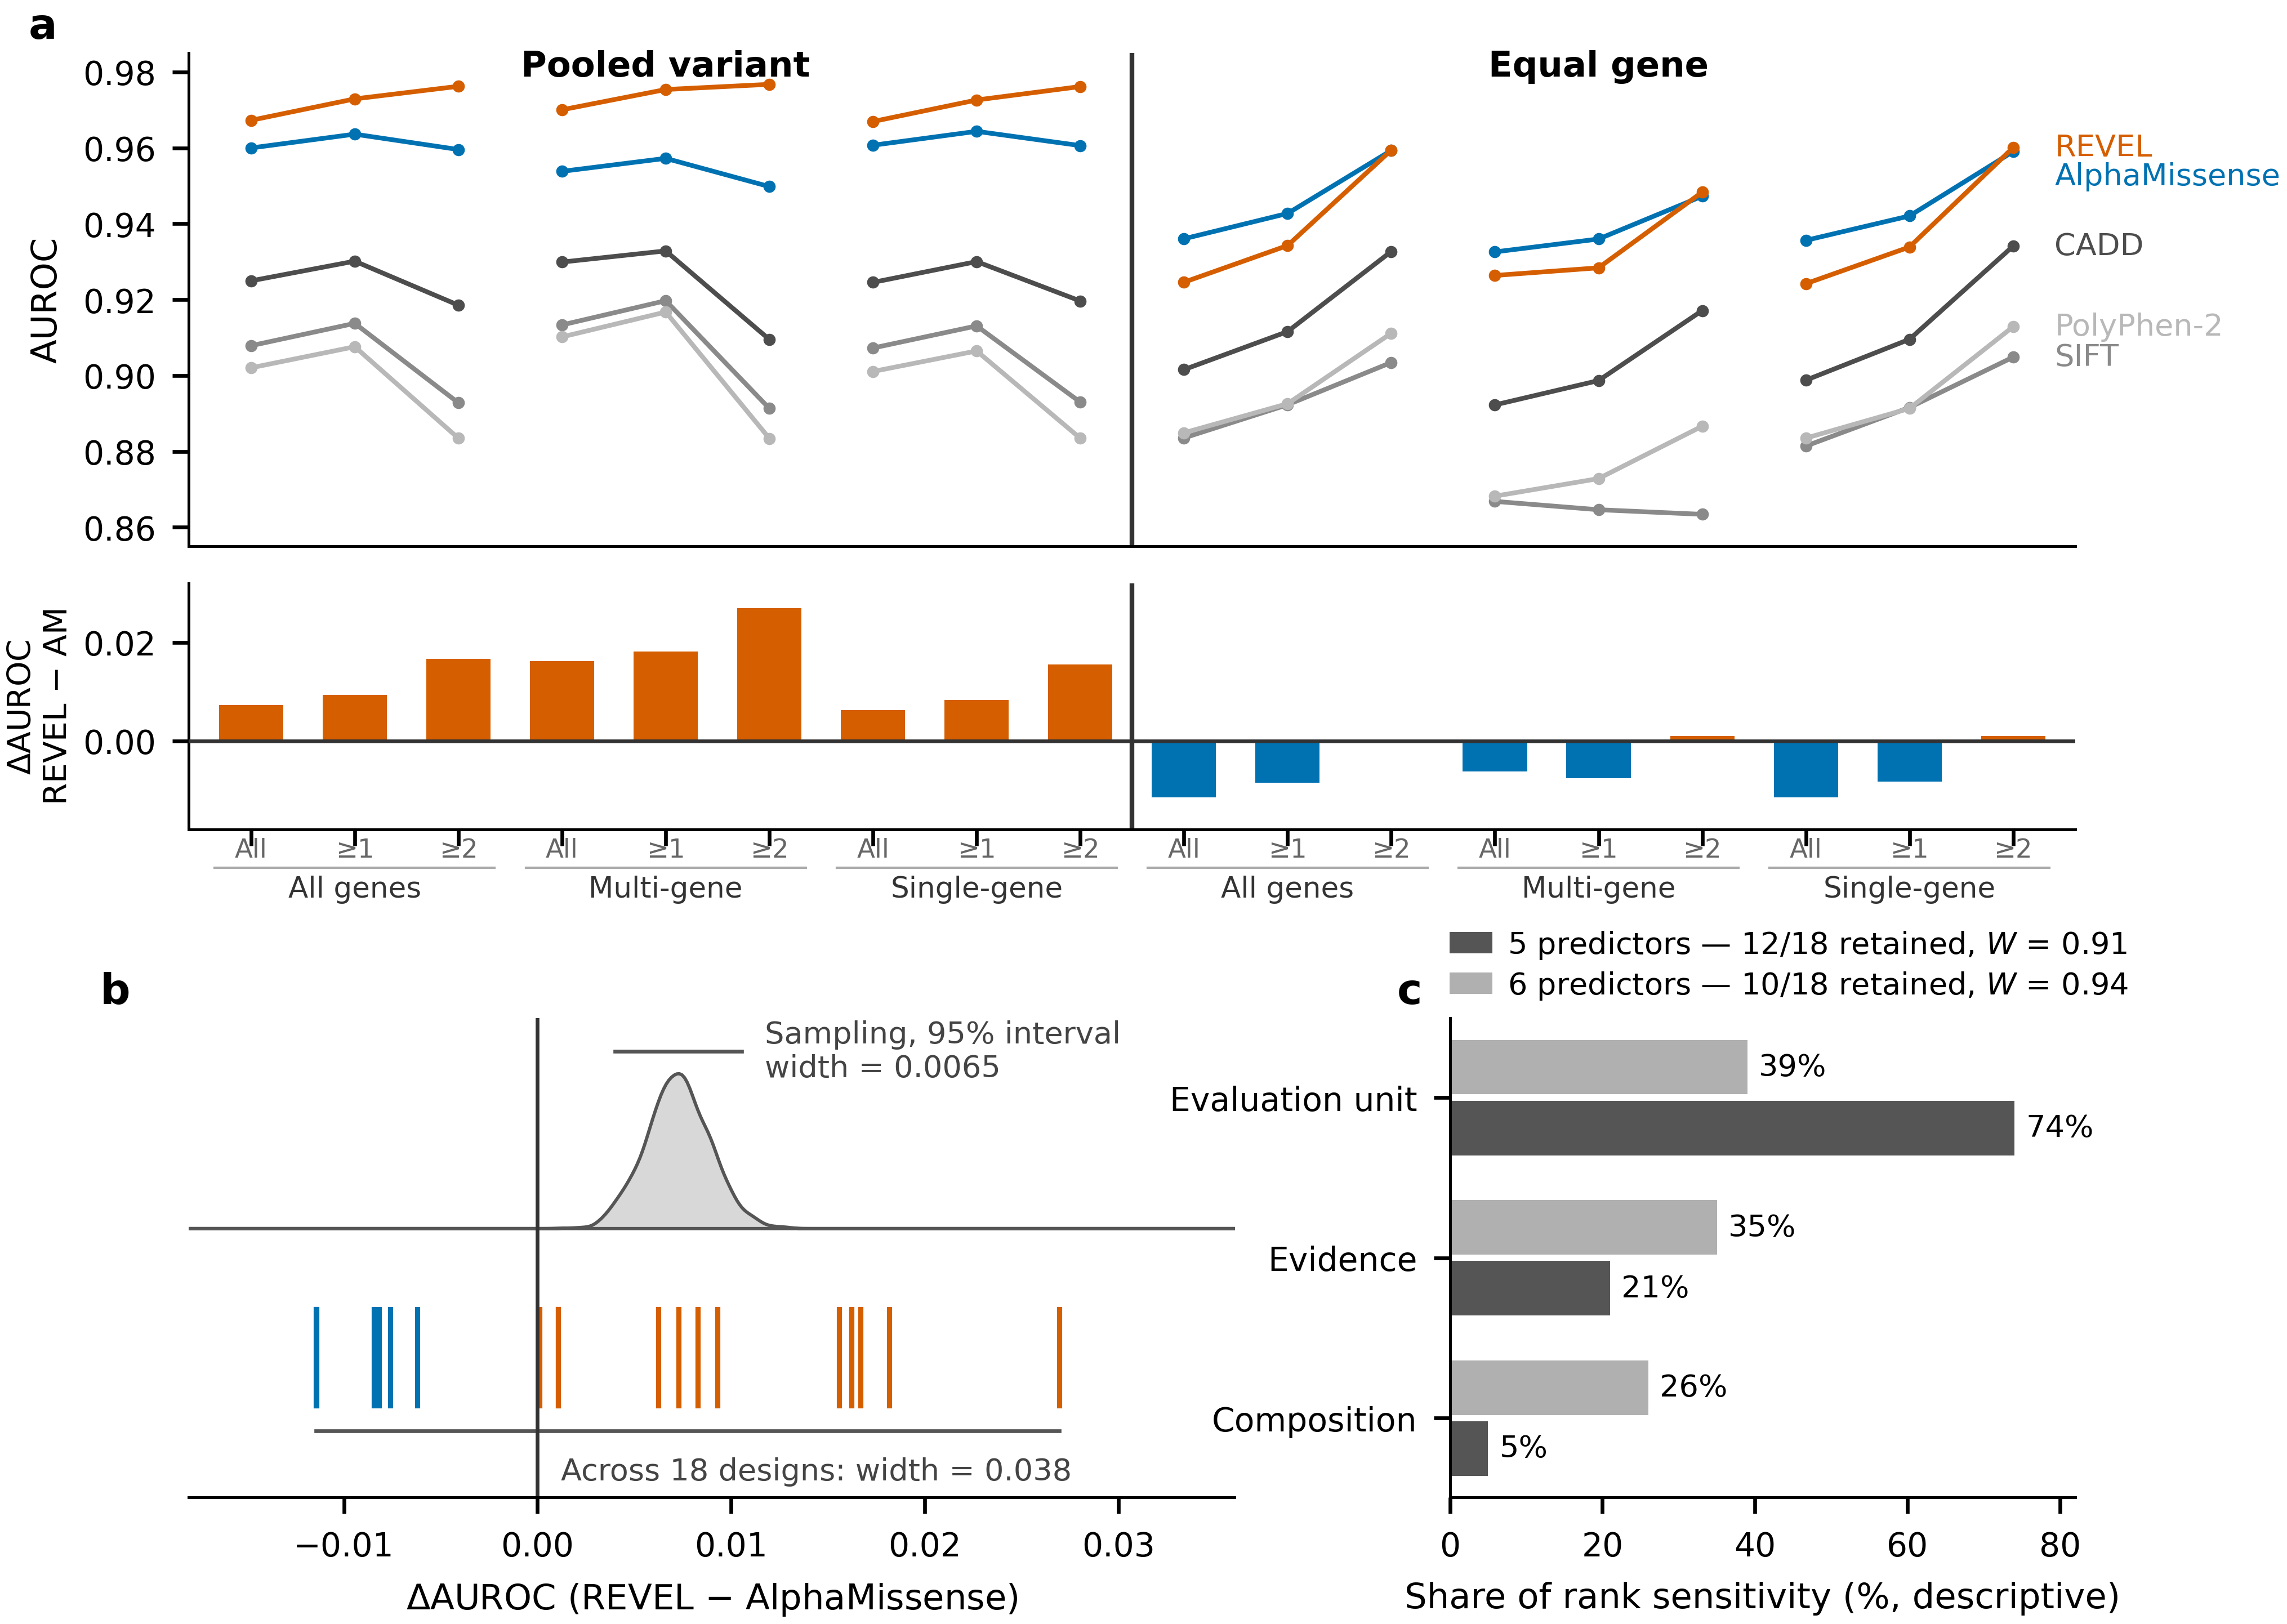 a
Pooled variant
Equal gene
0.98
0.96
0.94
0.92
0.90
0.88
0.86
AUROC
REVEL
AlphaMissense
CADD
PolyPhen-2
SIFT
ΔAUROC
REVEL − AM
0.02
0.00
All ≥1 ≥2 All ≥1 ≥2 All ≥1 ≥2 All ≥1 ≥2 All ≥1 ≥2 All ≥1 ≥2
All genes Multi-gene Single-gene All genes Multi-gene Single-gene
b
Sampling, 95% interval
width = 0.0065
Across 18 designs: width = 0.038
−0.01 0.00 0.01 0.02 0.03
ΔAUROC (REVEL − AlphaMissense)
c
5 predictors — 12/18 retained, W = 0.91
6 predictors — 10/18 retained, W = 0.94
Evaluation unit
39%
74%
Evidence
35%
21%
Composition
26%
5%
0 20 40 60 80
Share of rank sensitivity (%, descriptive)